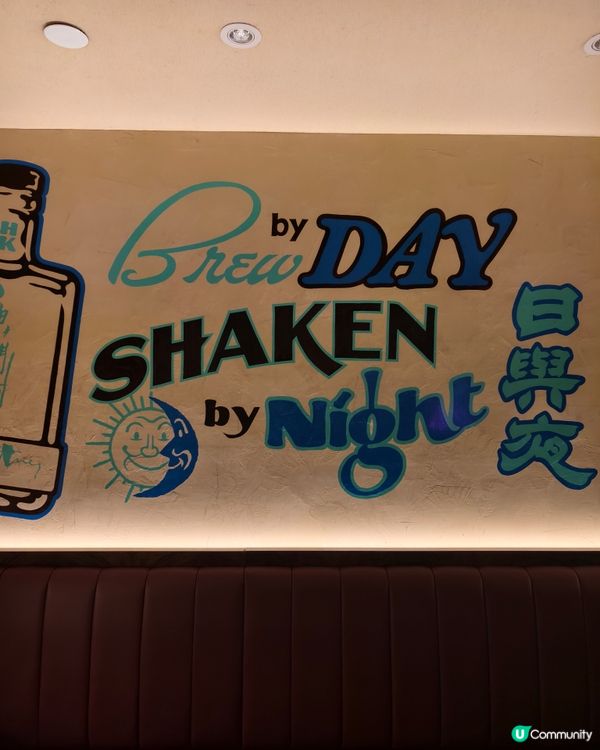 H
K
Brew by DAY
SHAKEN
by Night
日
與
夜
U Community